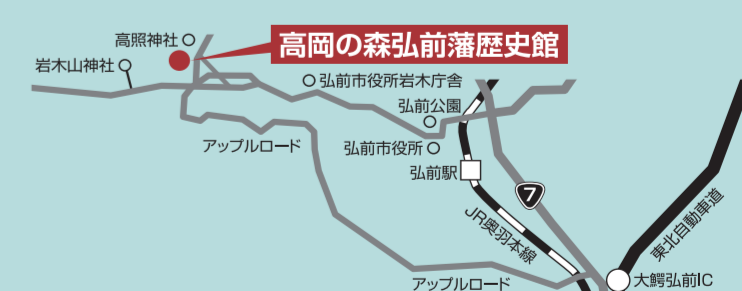 高照神社
高岡の森弘前藩歴史館
岩木山神社
弘前市役所岩木庁舎
弘前公園
アップルロード
弘前市役所
弘前駅
7
JR奥羽本線
東北自動車道
アップルロード
大鰐弘前IC